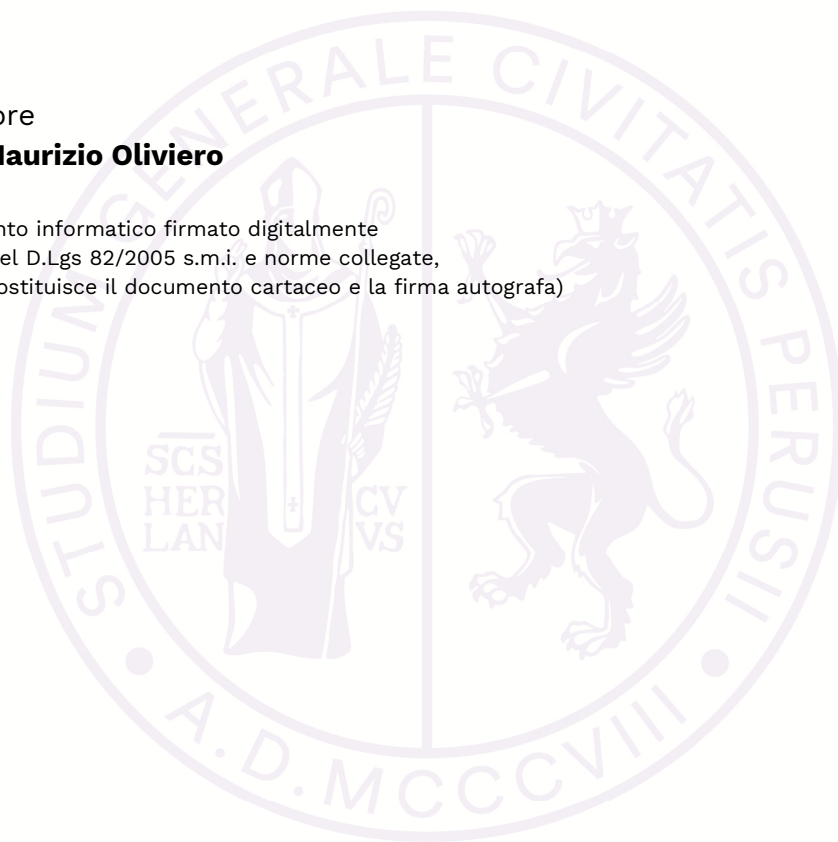 ore
Maurizio Oliviero
nto informatico firmato digitalmente
el D.Lgs 82/2005 s.m.i. e norme collegate,
ostituisce il documento cartaceo e la firma autografa)
STUDIUM GENERALE CIVITATIS PERUSII
SCS
HER
LAN
CV
VS
A.D. MCCCVIII